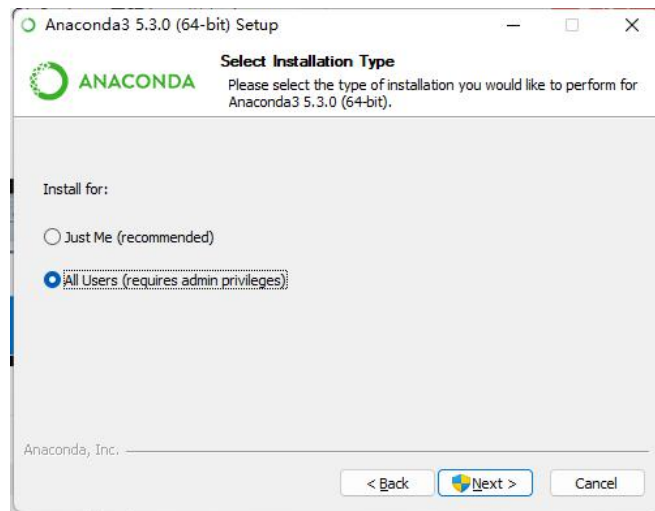 Anaconda3 5.3.0 (64-bit) Setup
ANACONDA
Select Installation Type
Please select the type of installation you would like to perform for
Anaconda3 5.3.0 (64-bit).
Install for:
Just Me (recommended)
All Users (requires admin privileges)
Anaconda, Inc.
< Back
Next >
Cancel